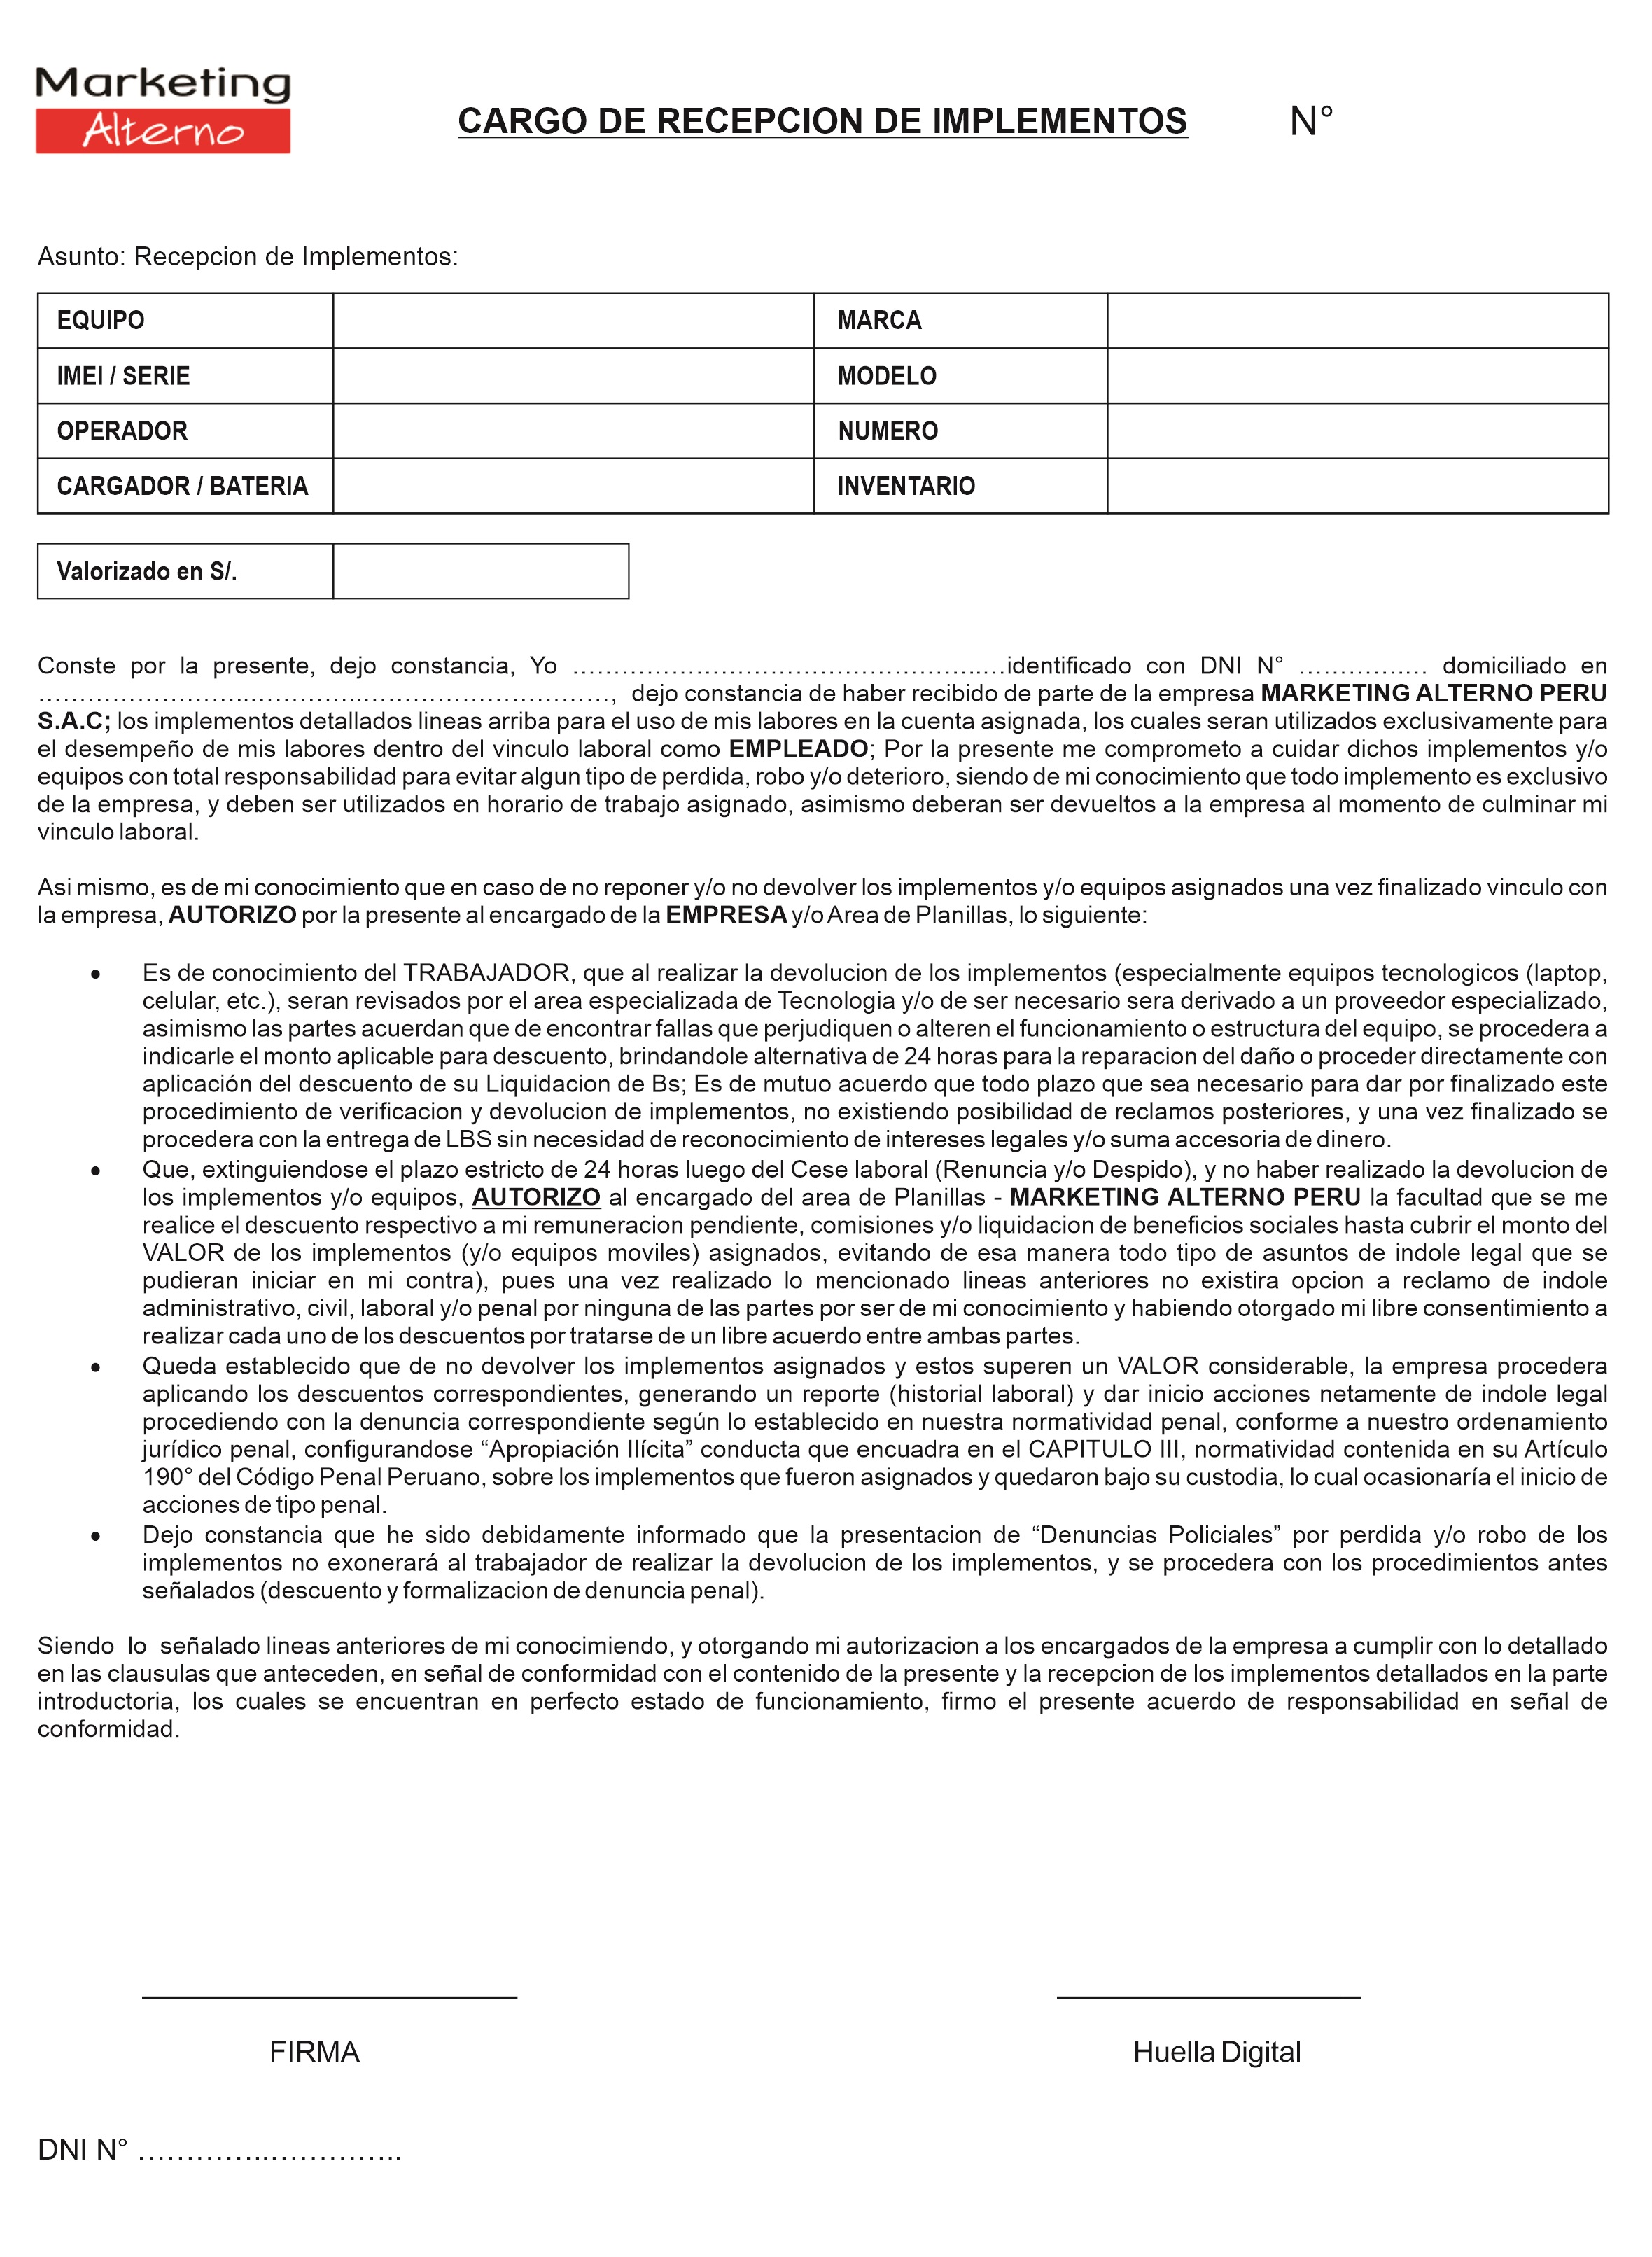 Marketing
Alterno
CARGO DE RECEPCION DE IMPLEMENTOS N°
Asunto: Recepcion de Implementos:
EQUIPO MARCA
IMEI / SERIE MODELO
OPERADOR NUMERO
CARGADOR / BATERIA INVENTARIO
Valorizado en S/.
Conste por la presente, dejo constancia, Yo …………………………………………..….identificado con DNI N° ……….….… domiciliado en
……………………..…………..……………………….., dejo constancia de haber recibido de parte de la empresa MARKETING ALTERNO PERU
S.A.C; los implementos detallados lineas arriba para el uso de mis labores en la cuenta asignada, los cuales seran utilizados exclusivamente para
el desempeño de mis labores dentro del vinculo laboral como EMPLEADO; Por la presente me comprometo a cuidar dichos implementos y/o
equipos con total responsabilidad para evitar algun tipo de perdida, robo y/o deterioro, siendo de mi conocimiento que todo implemento es exclusivo
de la empresa, y deben ser utilizados en horario de trabajo asignado, asimismo deberan ser devueltos a la empresa al momento de culminar mi
vinculo laboral.
Asi mismo, es de mi conocimiento que en caso de no reponer y/o no devolver los implementos y/o equipos asignados una vez finalizado vinculo con
la empresa, AUTORIZO por la presente al encargado de la EMPRESA y/o Area de Planillas, lo siguiente:
• Es de conocimiento del TRABAJADOR, que al realizar la devolucion de los implementos (especialmente equipos tecnologicos (laptop,
celular, etc.), seran revisados por el area especializada de Tecnologia y/o de ser necesario sera derivado a un proveedor especializado,
asimismo las partes acuerdan que de encontrar fallas que perjudiquen o alteren el funcionamiento o estructura del equipo, se procedera a
indicarle el monto aplicable para descuento, brindandole alternativa de 24 horas para la reparacion del daño o proceder directamente con
aplicación del descuento de su Liquidacion de Bs; Es de mutuo acuerdo que todo plazo que sea necesario para dar por finalizado este
procedimiento de verificacion y devolucion de implementos, no existiendo posibilidad de reclamos posteriores, y una vez finalizado se
procedera con la entrega de LBS sin necesidad de reconocimiento de intereses legales y/o suma accesoria de dinero.
• Que, extinguiendose el plazo estricto de 24 horas luego del Cese laboral (Renuncia y/o Despido), y no haber realizado la devolucion de
los implementos y/o equipos, AUTORIZO al encargado del area de Planillas - MARKETING ALTERNO PERU la facultad que se me
realice el descuento respectivo a mi remuneracion pendiente, comisiones y/o liquidacion de beneficios sociales hasta cubrir el monto del
VALOR de los implementos (y/o equipos moviles) asignados, evitando de esa manera todo tipo de asuntos de indole legal que se
pudieran iniciar en mi contra), pues una vez realizado lo mencionado lineas anteriores no existira opcion a reclamo de indole
administrativo, civil, laboral y/o penal por ninguna de las partes por ser de mi conocimiento y habiendo otorgado mi libre consentimiento a
realizar cada uno de los descuentos por tratarse de un libre acuerdo entre ambas partes.
• Queda establecido que de no devolver los implementos asignados y estos superen un VALOR considerable, la empresa procedera
aplicando los descuentos correspondientes, generando un reporte (historial laboral) y dar inicio acciones netamente de indole legal
procediendo con la denuncia correspondiente según lo establecido en nuestra normatividad penal, conforme a nuestro ordenamiento
jurídico penal, configurandose “Apropiación Ilícita” conducta que encuadra en el CAPITULO III, normatividad contenida en su Artículo
190° del Código Penal Peruano, sobre los implementos que fueron asignados y quedaron bajo su custodia, lo cual ocasionaría el inicio de
acciones de tipo penal.
• Dejo constancia que he sido debidamente informado que la presentacion de “Denuncias Policiales” por perdida y/o robo de los
implementos no exonerará al trabajador de realizar la devolucion de los implementos, y se procedera con los procedimientos antes
señalados (descuento y formalizacion de denuncia penal).
Siendo lo señalado lineas anteriores de mi conocimiendo, y otorgando mi autorizacion a los encargados de la empresa a cumplir con lo detallado
en las clausulas que anteceden, en señal de conformidad con el contenido de la presente y la recepcion de los implementos detallados en la parte
introductoria, los cuales se encuentran en perfecto estado de funcionamiento, firmo el presente acuerdo de responsabilidad en señal de
conformidad.
FIRMA Huella Digital
DNI N° …………..…………..